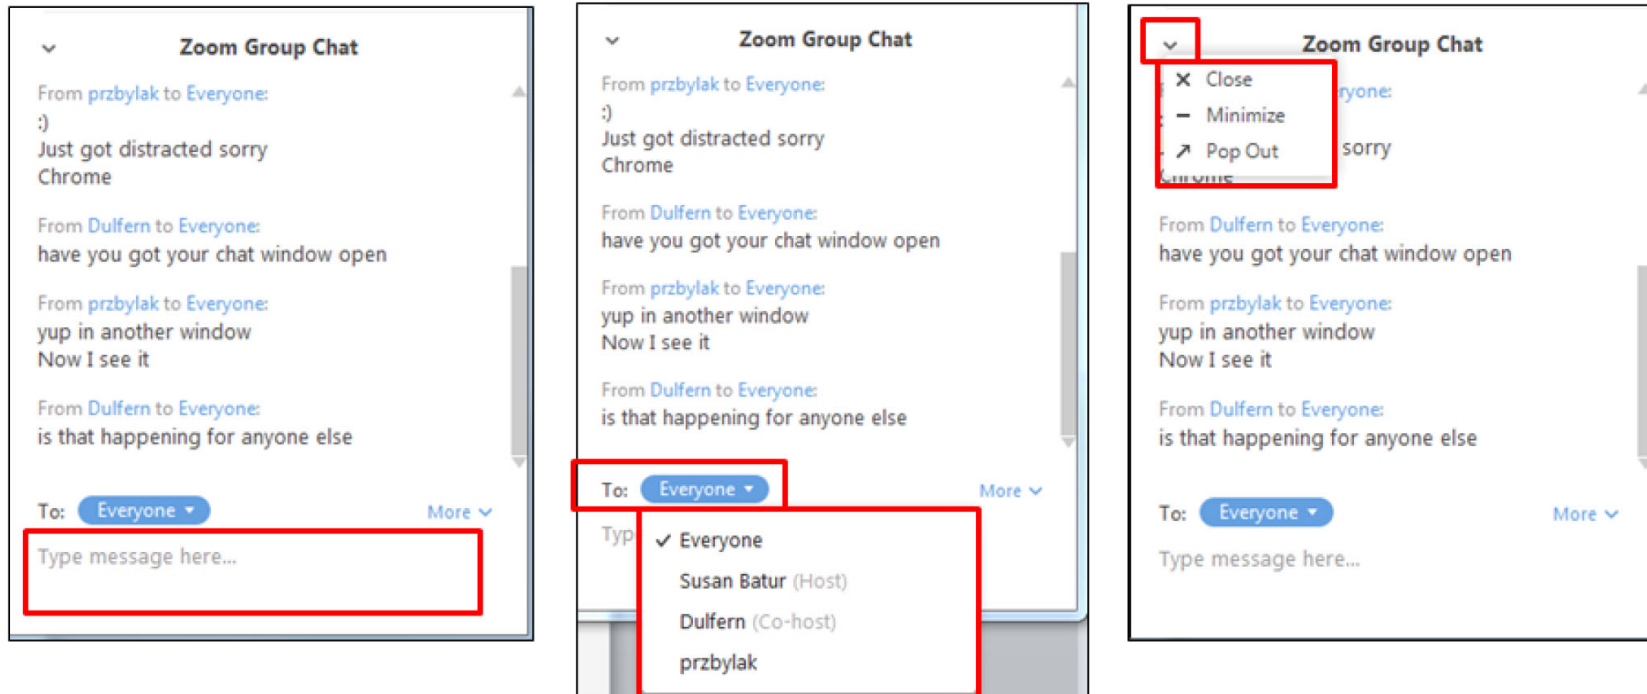 Zoom Group Chat
From przbylak to Everyone:
:)
Just got distracted sorry
Chrome
From Dulfern to Everyone:
have you got your chat window open
From przbylak to Everyone:
yup in another window
Now I see it
From Dulfern to Everyone:
is that happening for anyone else
To: Everyone More
Type message here...
Zoom Group Chat
From przbylak to Everyone:
:)
Just got distracted sorry
Chrome
From Dulfern to Everyone:
have you got your chat window open
From przbylak to Everyone:
yup in another window
Now I see it
From Dulfern to Everyone:
is that happening for anyone else
To: Everyone More
Typ
Everyone
Susan Batur (Host)
Dulfern (Co-host)
przbylak
Zoom Group Chat
Close
ryone:
Minimize
Pop Out sorry
Chrome
From Dulfern to Everyone:
have you got your chat window open
From przbylak to Everyone:
yup in another window
Now I see it
From Dulfern to Everyone:
is that happening for anyone else
To: Everyone More
Type message here...